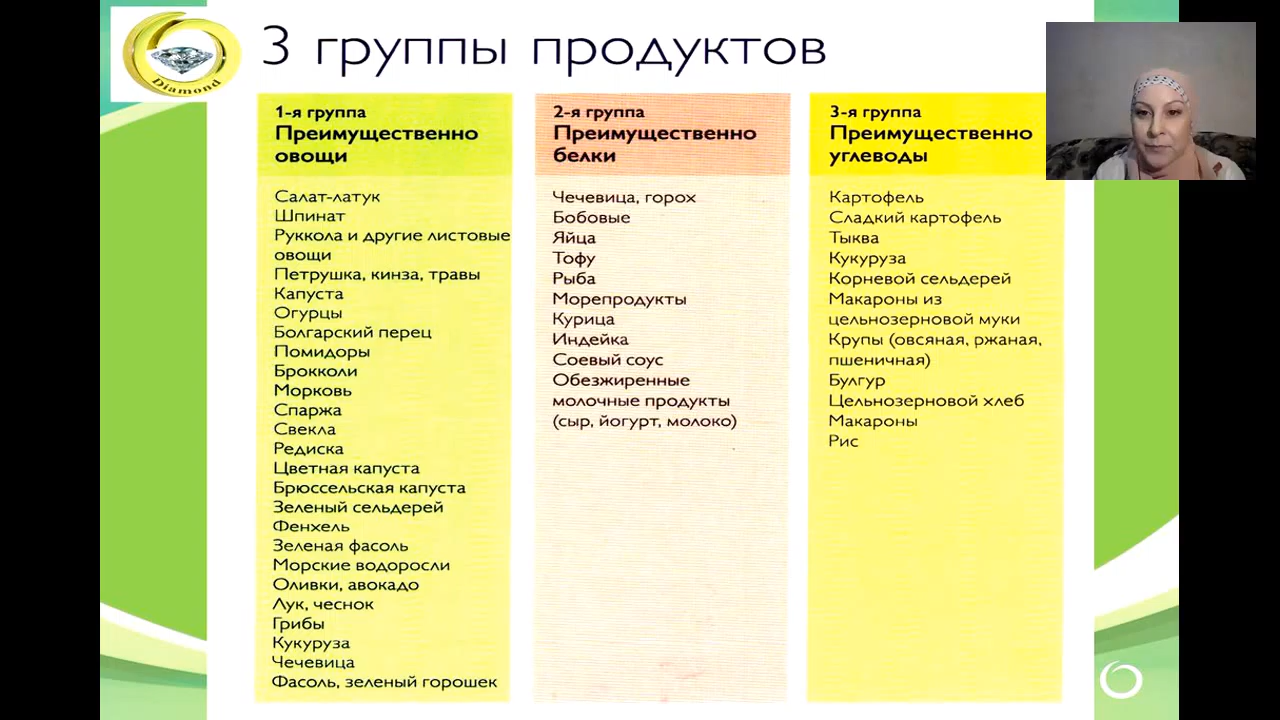 Diamond
3 группы продуктов
1-я группа
Преимущественно
овощи
Салат-латук
Шпинат
Руккола и другие листовые
овощи
Петрушка, кинза, травы
Капуста
Огурцы
Болгарский перец
Помидоры
Брокколи
Морковь
Спаржа
Свекла
Редиска
Цветная капуста
Брюссельская капуста
Зеленый сельдерей
Фенхель
Зеленая фасоль
Морские водоросли
Оливки, авокадо
Лук, чеснок
Грибы
Кукуруза
Чечевица
Фасоль, зеленый горошек
2-я группа
Преимущественно
белки
Чечевица, горох
Бобовые
Яйца
Тофу
Рыба
Морепродукты
Курица
Индейка
Соевый соус
Обезжиренные
молочные продукты
(сыр, йогурт, молоко)
3-я группа
Преимущественно
углеводы
Картофель
Сладкий картофель
Тыква
Кукуруза
Корневой сельдерей
Макароны из
цельнозерновой муки
Крупы (овсяная, ржаная,
пшеничная)
Булгур
Цельнозерновой хлеб
Макароны
Рис